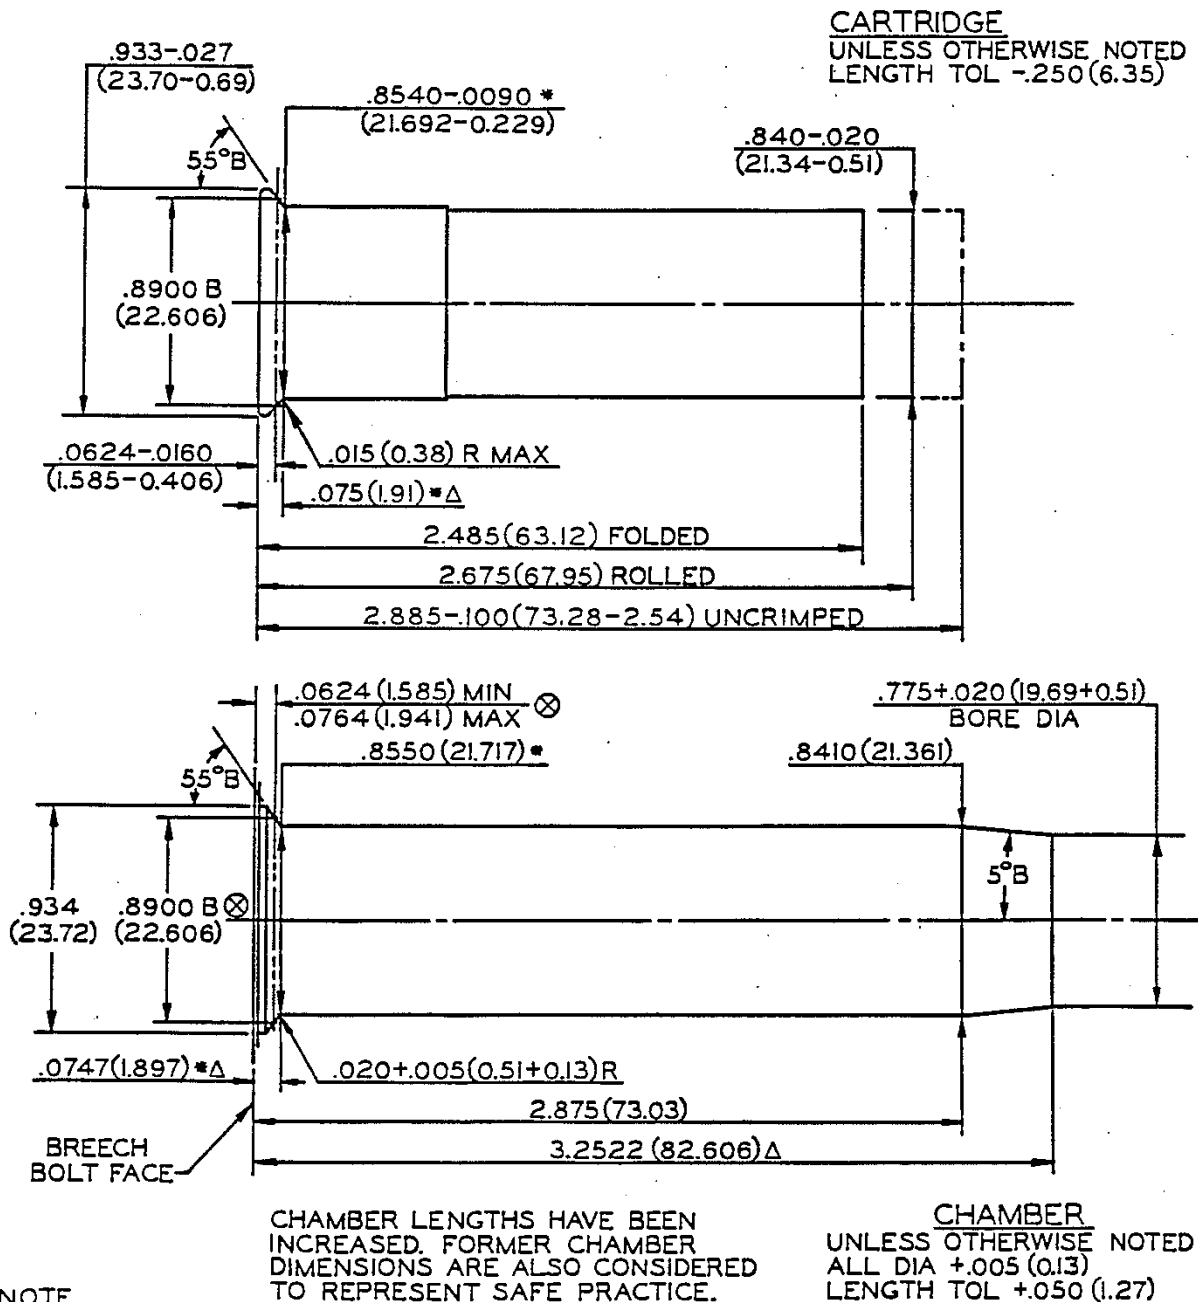 CARTRIDGE
UNLESS OTHERWISE NOTED
LENGTH TOL -.250(6.35)
.933-.027
(23.70-0.69)
.8540-.0090 *
(21.692-0.229)
.840-.020
(21.34-0.51)
55°B
.8900 B
(22.606)
.0624-.0160
(1.585-0.406)
.015(0.38) R MAX
.075(1.91)*Δ
2.485(63.12) FOLDED
2.675(67.95) ROLLED
2.885-.100(73.28-2.54) UNCRIMPED
.0624(1.585) MIN
.0764(1.941) MAX ⊗
.775+.020(19.69+0.51)
BORE DIA
.8550(21.717)*
.8410(21.361)
55°B
5°B
.934
(23.72)
.8900 B⊗
(22.606)
.0747(1.897)*Δ
.020+.005(0.51+0.13)R
2.875(73.03)
3.2522(82.606)Δ
BREECH
BOLT FACE
CHAMBER LENGTHS HAVE BEEN
INCREASED. FORMER CHAMBER
DIMENSIONS ARE ALSO CONSIDERED
TO REPRESENT SAFE PRACTICE.
CHAMBER
UNLESS OTHERWISE NOTED
ALL DIA +.005(0.13)
LENGTH TOL +.050(1.27)
NOTE